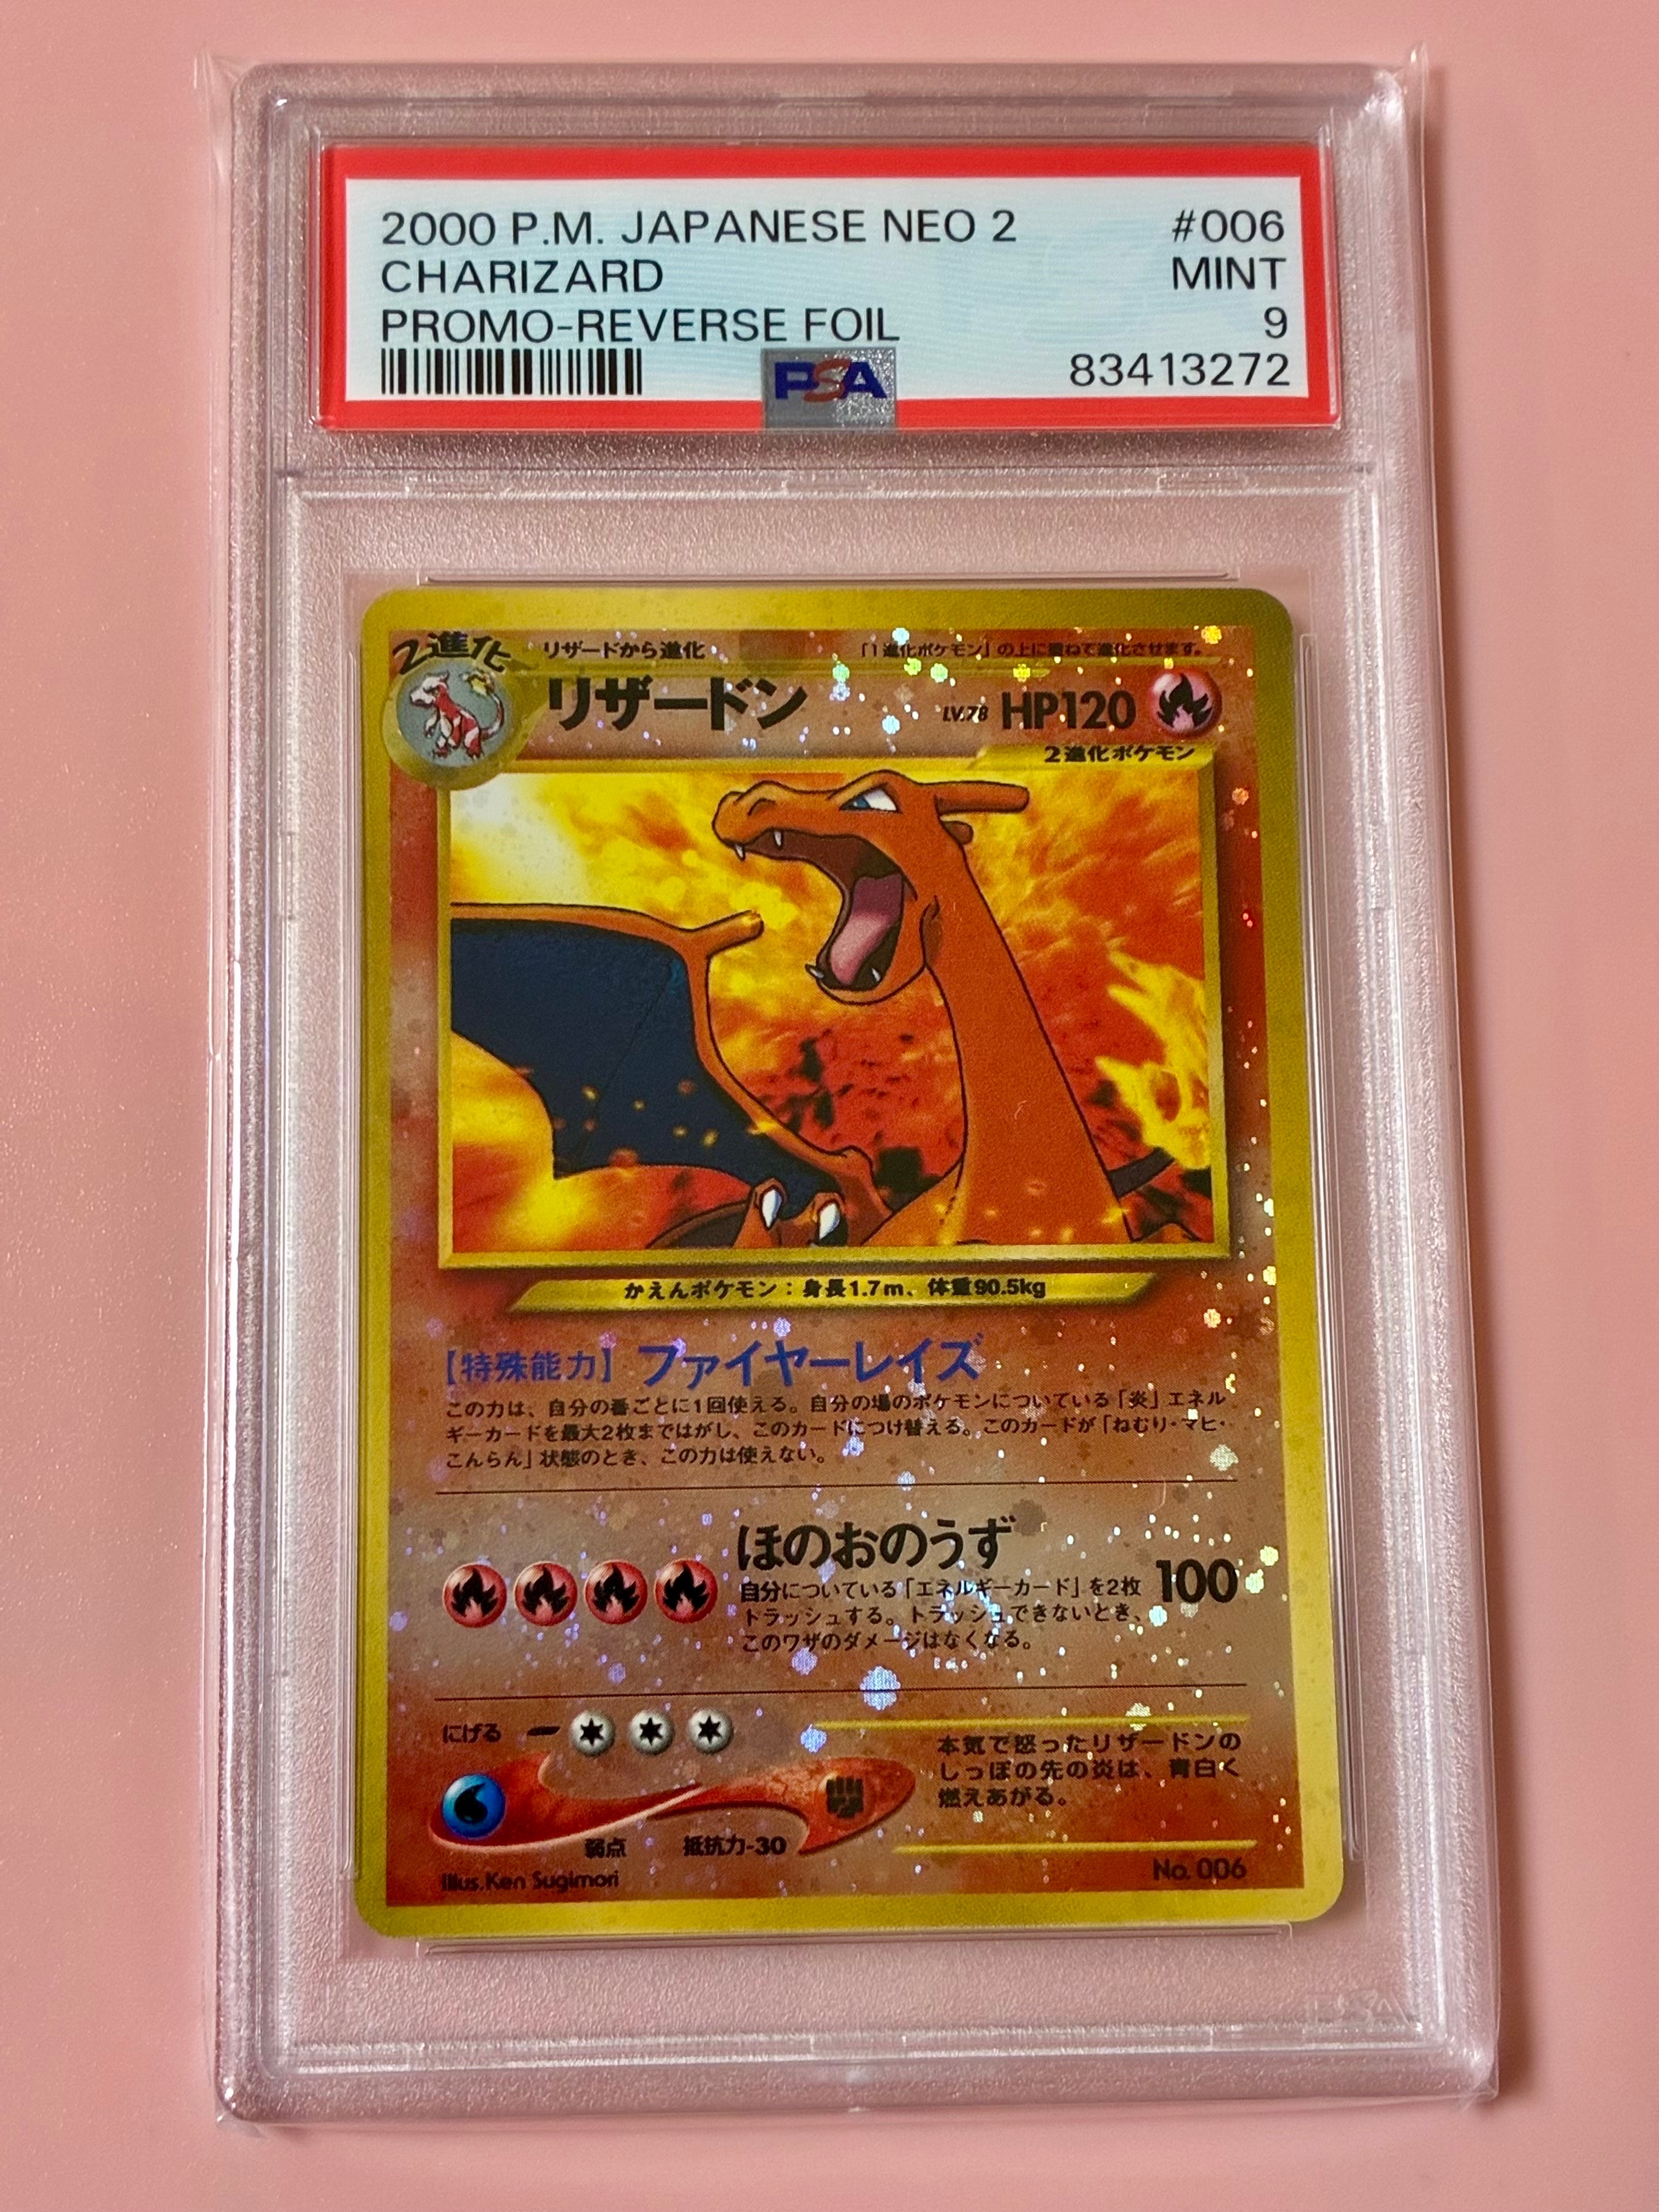 2000 P.M. JAPANESE NEO 2 #006
CHARIZARD MINT
PROMO-REVERSE FOIL 9
PSA 83413272
2進化 リザードから進化 「1進化ポケモン」の上に重ねて進化させます。
リザードン LV.78 HP120
2進化ポケモン
かえんポケモン：身長1.7m、体重90.5kg
【特殊能力】ファイヤーレイズ
この力は、自分の番ごとに1回使える。自分の場のポケモンについている「炎」エネル
ギーカードを最大2枚まではがし、このカードにつけ替える。このカードが「ねむり・マヒ・
こんらん」状態のとき、この力は使えない。
ほのおのうず 100
自分についている「エネルギーカード」を2枚
トラッシュする。トラッシュできないとき、
このワザのダメージはなくなる。
にげる
本気で怒ったリザードンの
しっぽの先の炎は、青白く
燃えあがる。
弱点 抵抗力-30
Illus.Ken Sugimori No. 006
PSA